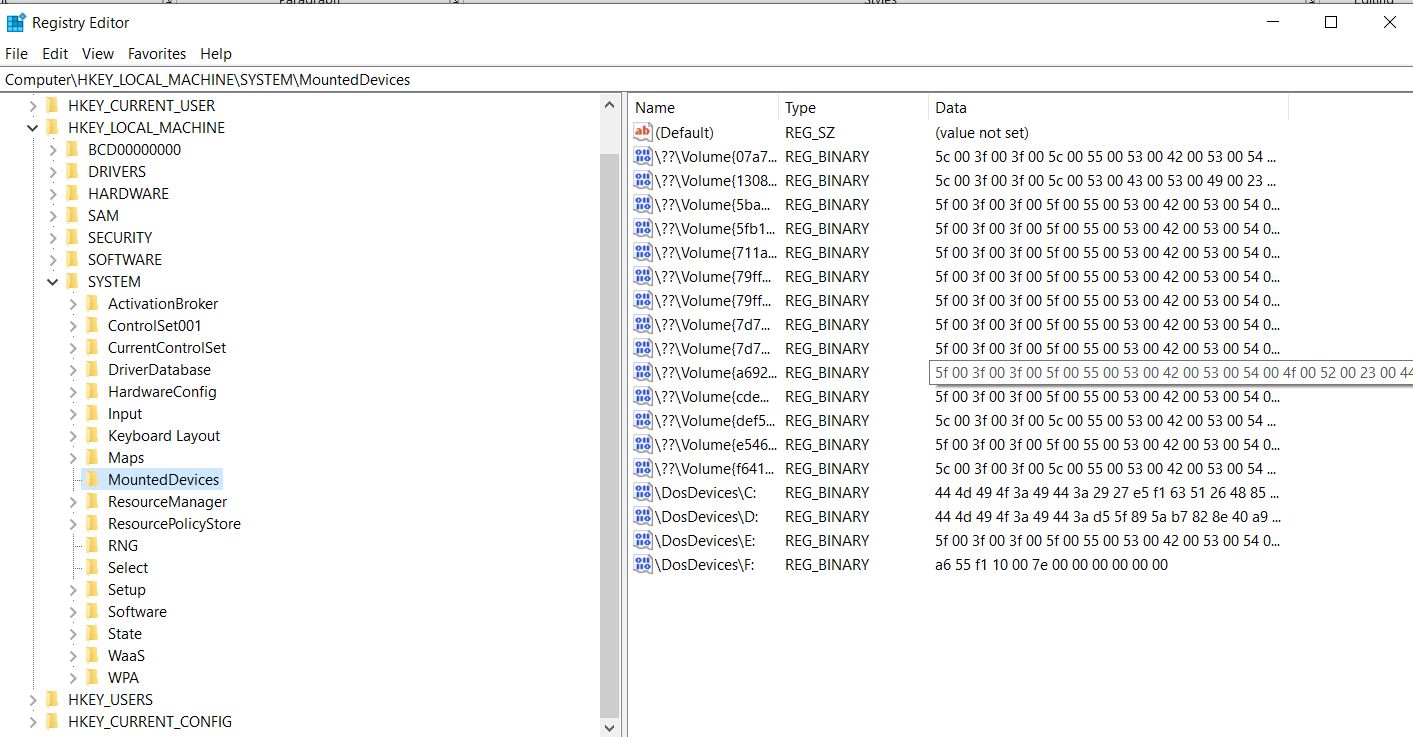 Paragraph Styles Editing
Registry Editor
File Edit View Favorites Help
Computer\HKEY_LOCAL_MACHINE\SYSTEM\MountedDevices
HKEY_CURRENT_USER
HKEY_LOCAL_MACHINE
BCD00000000
DRIVERS
HARDWARE
SAM
SECURITY
SOFTWARE
SYSTEM
ActivationBroker
ControlSet001
CurrentControlSet
DriverDatabase
HardwareConfig
Input
Keyboard Layout
Maps
MountedDevices
ResourceManager
ResourcePolicyStore
RNG
Select
Setup
Software
State
WaaS
WPA
HKEY_USERS
HKEY_CURRENT_CONFIG
Name Type Data
(Default) REG_SZ (value not set)
\??\Volume{07a7... REG_BINARY 5c 00 3f 00 3f 00 5c 00 55 00 53 00 42 00 53 00 54 ...
\??\Volume{1308... REG_BINARY 5c 00 3f 00 3f 00 5c 00 53 00 43 00 53 00 49 00 23 ...
\??\Volume{5ba... REG_BINARY 5f 00 3f 00 3f 00 5f 00 55 00 53 00 42 00 53 00 54 0...
\??\Volume{5fb1... REG_BINARY 5f 00 3f 00 3f 00 5f 00 55 00 53 00 42 00 53 00 54 0...
\??\Volume{711a... REG_BINARY 5f 00 3f 00 3f 00 5f 00 55 00 53 00 42 00 53 00 54 0...
\??\Volume{79ff... REG_BINARY 5f 00 3f 00 3f 00 5f 00 55 00 53 00 42 00 53 00 54 0...
\??\Volume{79ff... REG_BINARY 5f 00 3f 00 3f 00 5f 00 55 00 53 00 42 00 53 00 54 0...
\??\Volume{7d7... REG_BINARY 5f 00 3f 00 3f 00 5f 00 55 00 53 00 42 00 53 00 54 0...
\??\Volume{7d7... REG_BINARY 5f 00 3f 00 3f 00 5f 00 55 00 53 00 42 00 53 00 54 0...
\??\Volume{a692... REG_BINARY 5f 00 3f 00 3f 00 5f 00 55 00 53 00 42 00 53 00 54 00 4f 00 52 00 23 00 44
\??\Volume{cde... REG_BINARY 5f 00 3f 00 3f 00 5f 00 55 00 53 00 42 00 53 00 54 0...
\??\Volume{def5... REG_BINARY 5c 00 3f 00 3f 00 5c 00 55 00 53 00 42 00 53 00 54 ...
\??\Volume{e546... REG_BINARY 5f 00 3f 00 3f 00 5f 00 55 00 53 00 42 00 53 00 54 0...
\??\Volume{f641... REG_BINARY 5c 00 3f 00 3f 00 5c 00 55 00 53 00 42 00 53 00 54 ...
\DosDevices\C: REG_BINARY 44 4d 49 4f 3a 49 44 3a 29 27 e5 f1 63 51 26 48 85 ...
\DosDevices\D: REG_BINARY 44 4d 49 4f 3a 49 44 3a d5 5f 89 5a b7 82 8e 40 a9 ...
\DosDevices\E: REG_BINARY 5f 00 3f 00 3f 00 5f 00 55 00 53 00 42 00 53 00 54 0...
\DosDevices\F: REG_BINARY a6 55 f1 10 00 7e 00 00 00 00 00 00